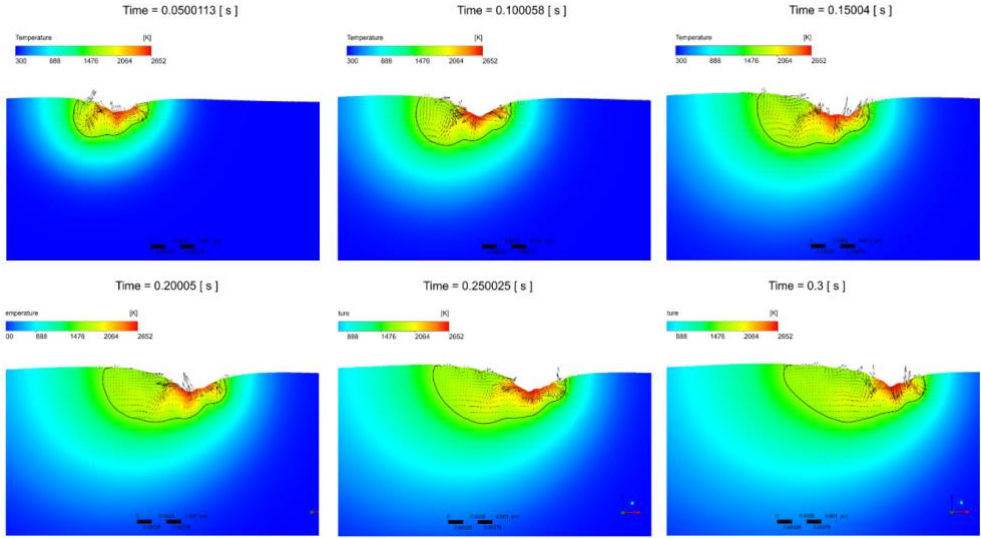 Time = 0.0500113 [ s ]
Time = 0.100058 [ s ]
Time = 0.15004 [ s ]
Temperature [K]
300 888 1476 2064 2652
Temperature [K]
300 888 1476 2064 2652
Temperature [K]
300 888 1476 2064 2652
Time = 0.20005 [ s ]
Time = 0.250025 [ s ]
Time = 0.3 [ s ]
emperature [K]
00 888 1476 2064 2652
ture [K]
888 1476 2064 2652
ture [K]
888 1476 2064 2652